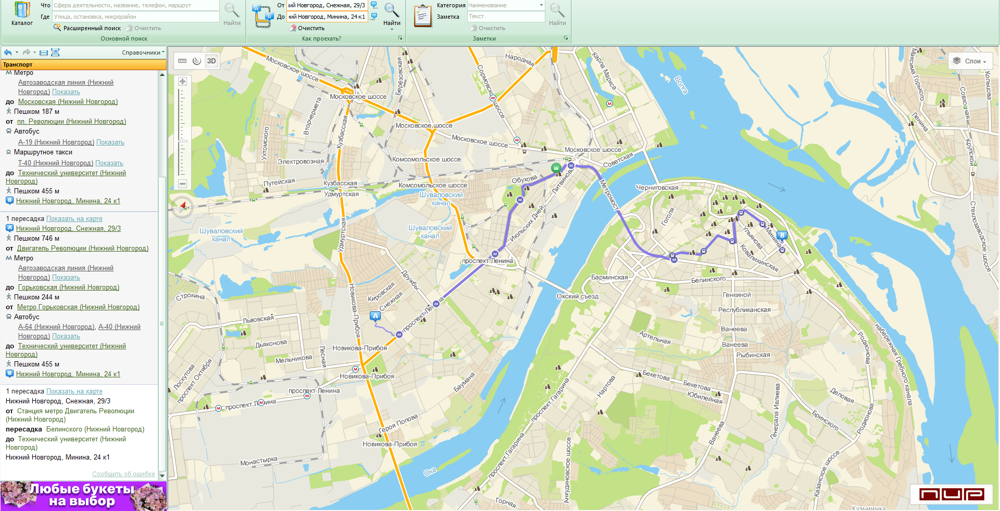 Что
Сфера деятельности, название, телефон, маршрут
Где
Улица, остановка, микрорайон
Каталог
Расширенный поиск
Очистить
Найти
Основной поиск
От
ий Новгород, Снежная, 29/3
До
ний Новгород, Минина, 24 к1
Очистить
Найти
Как проехать?
Категория
Наименование
Заметка
Текст
Очистить
Найти
Заметки
Справочники
Транспорт
Метро
Автозаводская линия (Нижний
Новгород) Показать
до Московская (Нижний Новгород)
Пешком 187 м
от пл. Революции (Нижний Новгород)
Автобус
А-19 (Нижний Новгород) Показать
Маршрутное такси
Т-40 (Нижний Новгород) Показать
до Технический университет (Нижний
Новгород)
Пешком 455 м
B Нижний Новгород, Минина, 24 к1
1 пересадка Показать на карте
A Нижний Новгород, Снежная, 29/3
Пешком 746 м
от Двигатель Революции (Нижний Новгород)
Метро
Автозаводская линия (Нижний
Новгород) Показать
до Горьковская (Нижний Новгород)
Пешком 244 м
от Метро Горьковская (Нижний Новгород)
Автобус
А-64 (Нижний Новгород), А-40 (Нижний
Новгород) Показать
до Технический университет (Нижний
Новгород)
Пешком 455 м
B Нижний Новгород, Минина, 24 к1
1 пересадка Показать на карте
Нижний Новгород, Снежная, 29/3
от Станция метро Двигатель Революции
(Нижний Новгород)
пересадка Белинского (Нижний Новгород)
до Технический университет (Нижний
Новгород)
Нижний Новгород, Минина, 24 к1
Сообщить об ошибке
Любые букеты
на выбор
3D
Слои
Московское шоссе
Берёзовская
Сормовское шоссе
Народная
Карла Маркса
Волга
Максима Горького
Кольцова
Совхозная
Ленина
Крупской
Стеклозаводское шоссе
Московское шоссе
Вторчермета
Кузбасская
Ухтомского
Московское шоссе
Московское шоссе
Московское шоссе
Советская
Электровозная
Комсомольское шоссе
Путейская
Кузбасская
Удмуртская
Комсомольское шоссе
Обухова
Литвинова
Метромост
Черниговская
Шуваловский
канал
Шуваловский
канал
Шуваловский
канал
Удмуртская
Июльских Дней
Гоголя
Ульянова
Минина
B
Ковалихинская
проспект Ленина
Дружбы
Барминская
Белинского
Окский съезд
Генкиной
Республиканская
Ванеева
Ванеева
Рыбинская
Артельная
Строкина
Новикова-Прибоя
Кировская
Снежная
A
проспект Ленина
Львовская
Дьяконова
Мельникова
Лесная
Новикова-Прибоя
Новикова-Прибоя
Лоскутова
проспект Октября
проспект Ленина
проспект Ленина
Баумана
Героя Попова
Новикова-Прибоя
Монастырка
Ока
проспект Гагарина
проспект Гагарина
Нартова
Бекетова
Бекетова
Юбилейная
Ванеева
Генерала Ивлиева
Деловая
Бринского
Родионова
Родионова
набережная Гребного канала
Анкудиновское шоссе
Казанское шоссе
Горная
Кузьминка